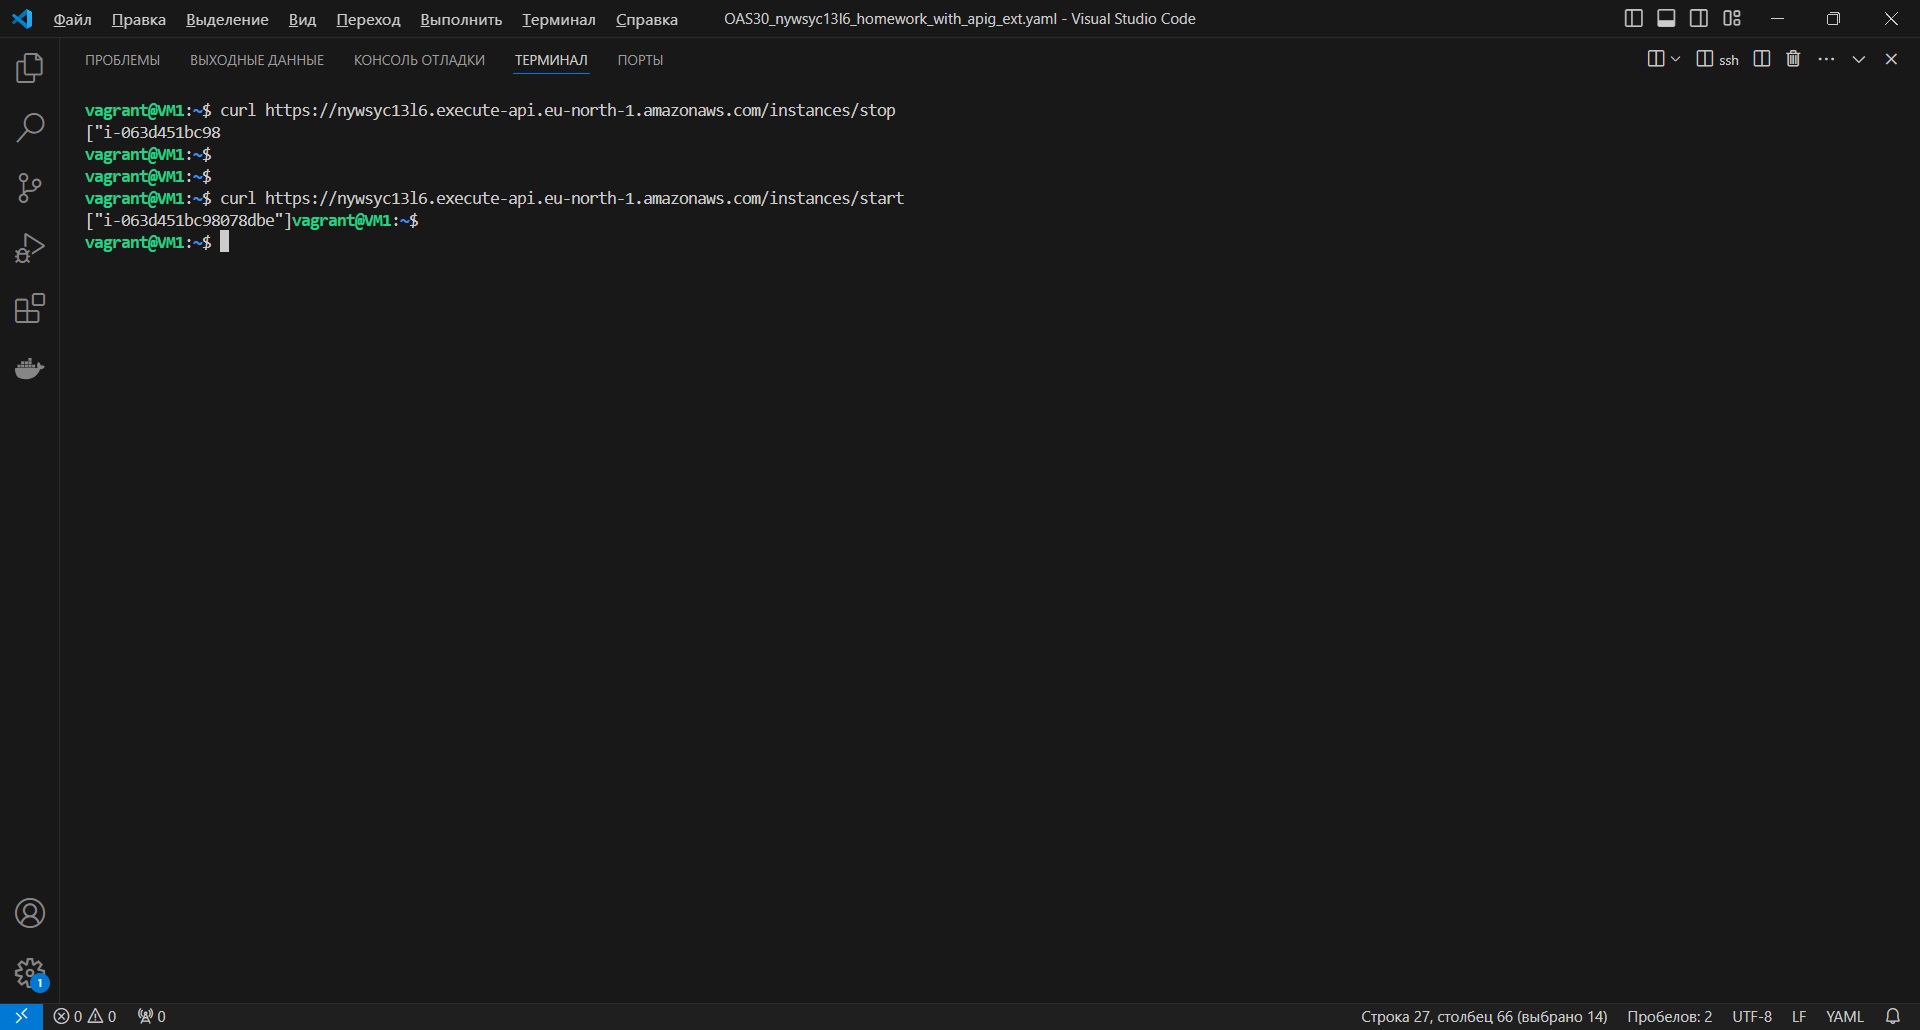 Файл Правка Выделение Вид Переход Выполнить Терминал Справка OAS30_nywsyc13l6_homework_with_apig_ext.yaml - Visual Studio Code
ПРОБЛЕМЫ ВЫХОДНЫЕ ДАННЫЕ КОНСОЛЬ ОТЛАДКИ ТЕРМИНАЛ ПОРТЫ ssh
vagrant@VM1:~$ curl https://nywsyc13l6.execute-api.eu-north-1.amazonaws.com/instances/stop
["i-063d451bc98
vagrant@VM1:~$
vagrant@VM1:~$
vagrant@VM1:~$ curl https://nywsyc13l6.execute-api.eu-north-1.amazonaws.com/instances/start
["i-063d451bc98078dbe"]vagrant@VM1:~$
vagrant@VM1:~$
1
0 0 0 Строка 27, столбец 66 (выбрано 14) Пробелов: 2 UTF-8 LF YAML